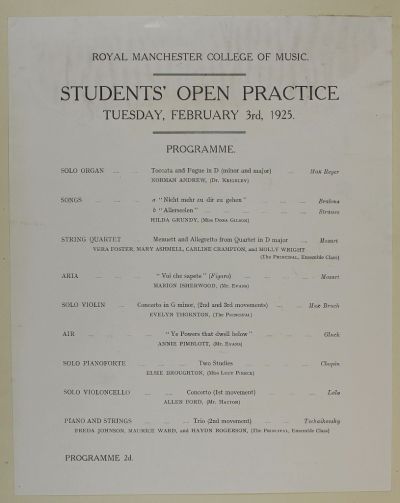 ROYAL MANCHESTER COLLEGE OF MUSIC.
STUDENTS' OPEN PRACTICE
TUESDAY, FEBRUARY 3rd, 1925.
PROGRAMME.
SOLO ORGAN ... ... Toccata and Fugue in D (minor and major) ... Max Reger
NORMAN ANDREW, (Dr. Keighley)
SONGS ... ... a "Nicht mehr zu dir zu gehen" ... ... Brahms
b "Allerseelen" ... ... ... Strauss
HILDA GRUNDY, (Miss Dora Gilson)
STRING QUARTET Menuett and Allegretto from Quartet in D major ... Mozart
VERA FOSTER, MARY ASHMELL, CARLINE CRAMPTON, and MOLLY WRIGHT
(The Principal, Ensemble Class)
ARIA ... ... ... "Voi che sapete" (Figaro) ... ... ... Mozart
MARION ISHERWOOD, (Mr. Evans)
SOLO VIOLIN ... Concerto in G minor, (2nd and 3rd movements) ... Max Bruch
EVELYN THORNTON, (The Principal)
AIR ... ... ... "Ye Powers that dwell below" ... ... ... Gluck
ANNIE PIMBLOTT, (Mr. Evans)
SOLO PIANOFORTE ... ... ... Two Studies ... ... ... Chopin
ELSIE BROUGHTON, (Miss Lucy Pierce)
SOLO VIOLONCELLO ... ... Concerto (1st movement) ... ... Lalo
ALLEN FORD, (Mr. Hatton)
PIANO AND STRINGS ... ... Trio (2nd movement) ... ... Tschaikovsky
FREDA JOHNSON, MAURICE WARD, and HAYDN ROGERSON, (The Principal, Ensemble Class)
PROGRAMME 2d.